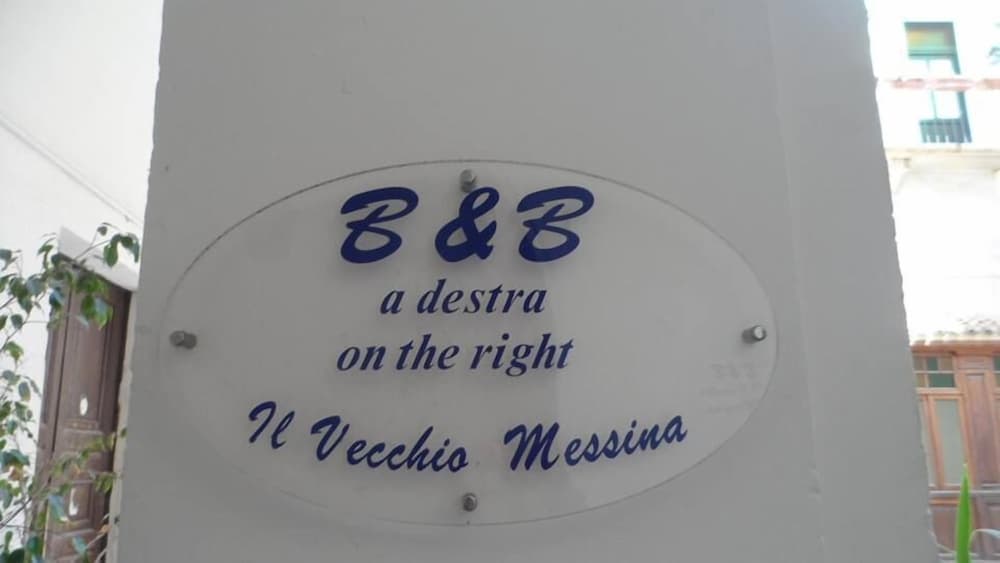 B & B
a destra
on the right
Il Vecchio Messina